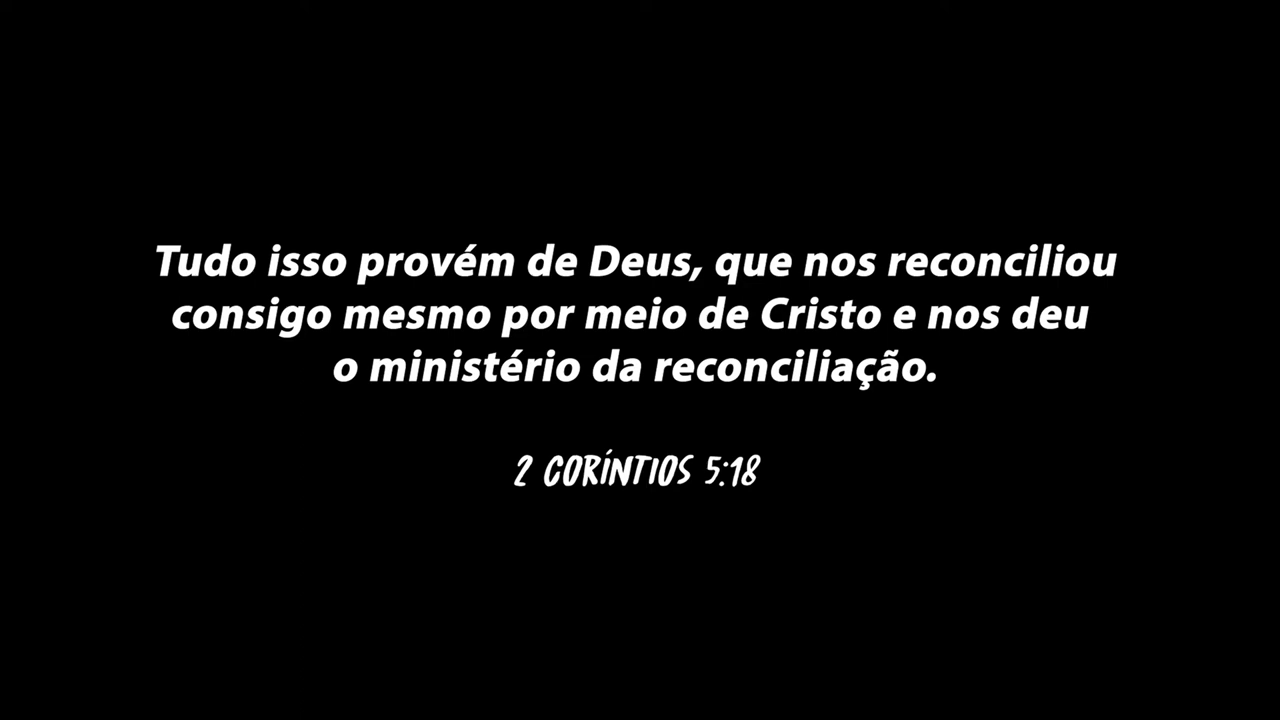 Tudo isso provém de Deus, que nos reconciliou
consigo mesmo por meio de Cristo e nos deu
o ministério da reconciliação.
2 CORÍNTIOS 5:18